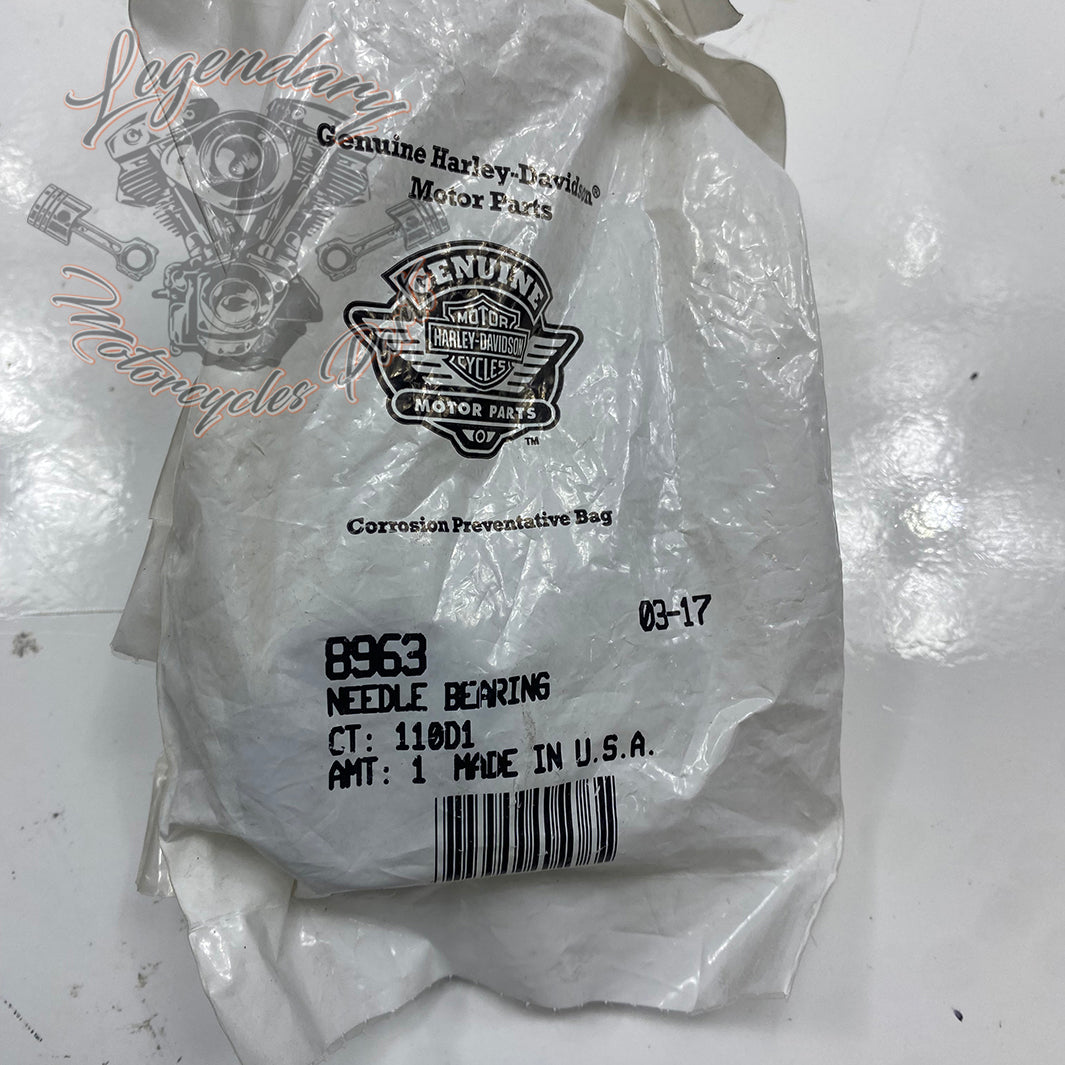 Legendary
Motorcycles Parts
Genuine Harley-Davidson®
Motor Parts
GENUINE
MOTOR
HARLEY-DAVIDSON
CYCLES
MOTOR PARTS
TM
Corrosion Preventative Bag
03-17
8963
NEEDLE BEARING
CT: 110D1
AMT: 1 MADE IN U.S.A.